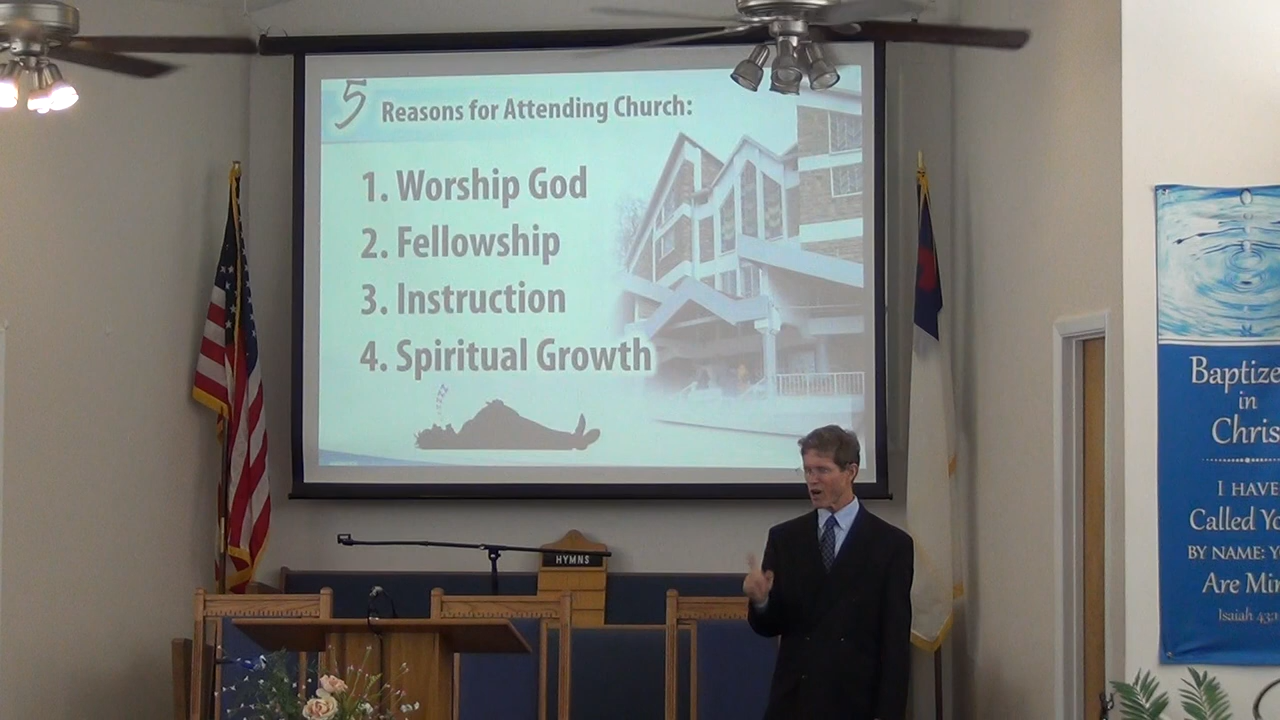 5 Reasons for Attending Church:
1. Worship God
2. Fellowship
3. Instruction
4. Spiritual Growth
HYMNS
Baptize
in
Chris
I HAVE
Called Yo
BY NAME: Y
Are Min
Isaiah 43:1